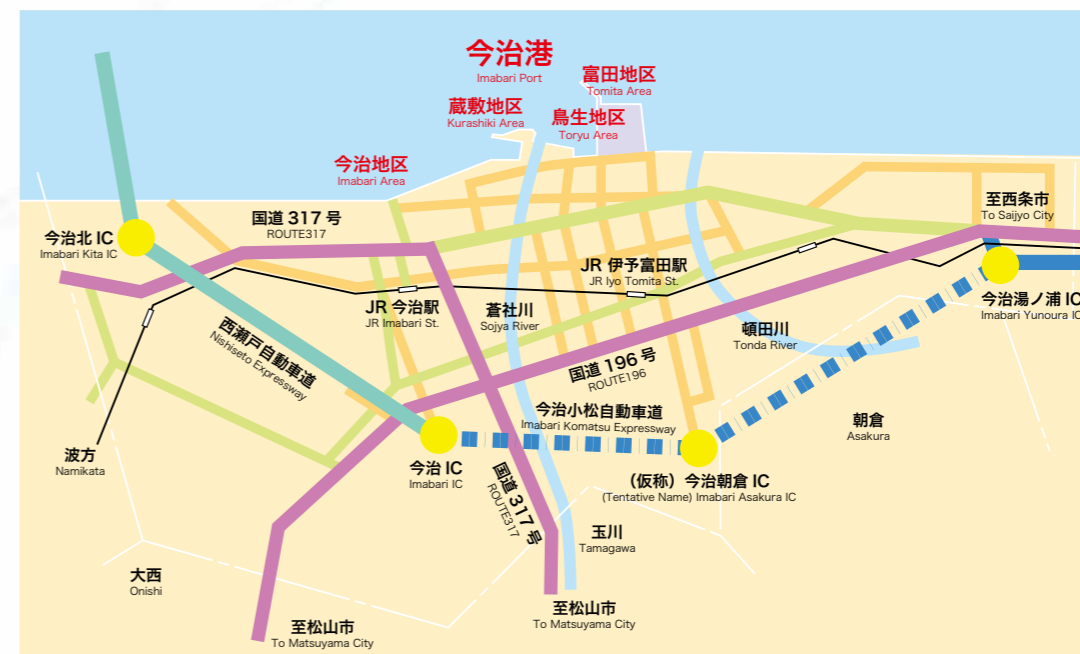 今治港
Imabari Port
富田地区
Tomita Area
蔵敷地区
Kurashiki Area
鳥生地区
Toryu Area
今治地区
Imabari Area
国道 317 号
ROUTE317
至西条市
To Saijyo City
今治北 IC
Imabari Kita IC
JR 伊予富田駅
JR Iyo Tomita St.
JR 今治駅
JR Imabari St.
蒼社川
Sojya River
今治湯ノ浦 IC
Imabari Yunoura IC
頓田川
Tonda River
西瀬戸自動車道
Nishiseto Expressway
国道 196 号
ROUTE196
今治小松自動車道
Imabari Komatsu Expressway
朝倉
Asakura
波方
Namikata
今治 IC
Imabari IC
国道 317 号
ROUTE317
（仮称）今治朝倉 IC
(Tentative Name) Imabari Asakura IC
玉川
Tamagawa
大西
Onishi
至松山市
To Matsuyama City
至松山市
To Matsuyama City